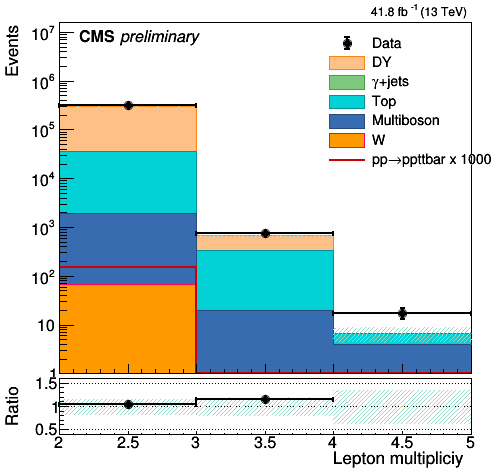 41.8 fb⁻¹ (13 TeV)
CMS preliminary
Events
10⁷
10⁶
10⁵
10⁴
10³
10²
10
1
Data
DY
γ+jets
Top
Multiboson
W
pp→ppttbar x 1000
Ratio
1.5
1
0.5
2 2.5 3 3.5 4 4.5 5
Lepton multipliciy